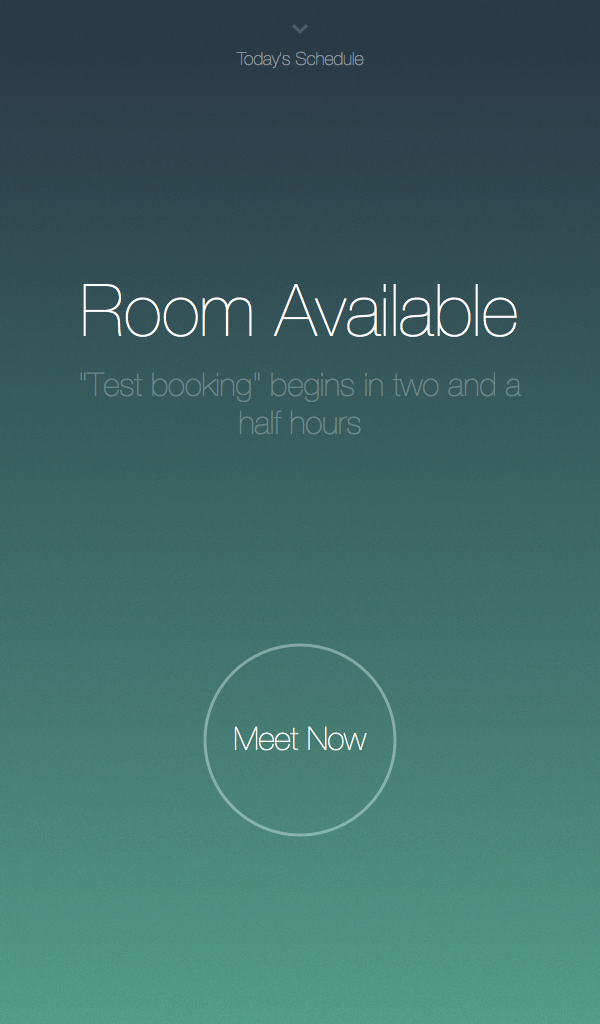 Today's Schedule
Room Available
"Test booking" begins in two and a
half hours
Meet Now